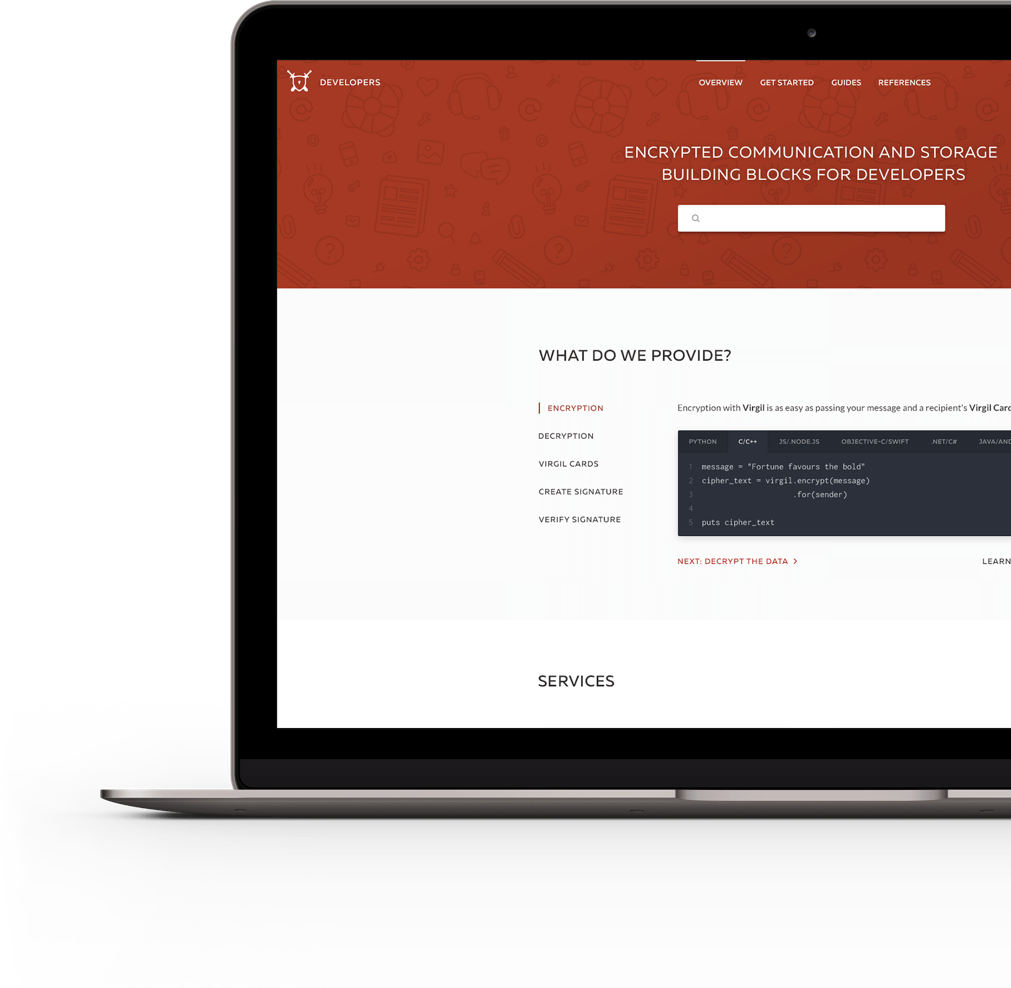 DEVELOPERS
OVERVIEW GET STARTED GUIDES REFERENCES
ENCRYPTED COMMUNICATION AND STORAGE
BUILDING BLOCKS FOR DEVELOPERS
WHAT DO WE PROVIDE?
ENCRYPTION
DECRYPTION
VIRGIL CARDS
CREATE SIGNATURE
VERIFY SIGNATURE
Encryption with Virgil is as easy as passing your message and a recipient's Virgil Card
PYTHON C/C++ JS/.NODE.JS OBJECTIVE-C/SWIFT .NET/C# JAVA/AND
1 message = "Fortune favours the bold"
2 cipher_text = virgil.encrypt(message)
3 .for(sender)
4
5 puts cipher_text
NEXT: DECRYPT THE DATA LEARN
SERVICES